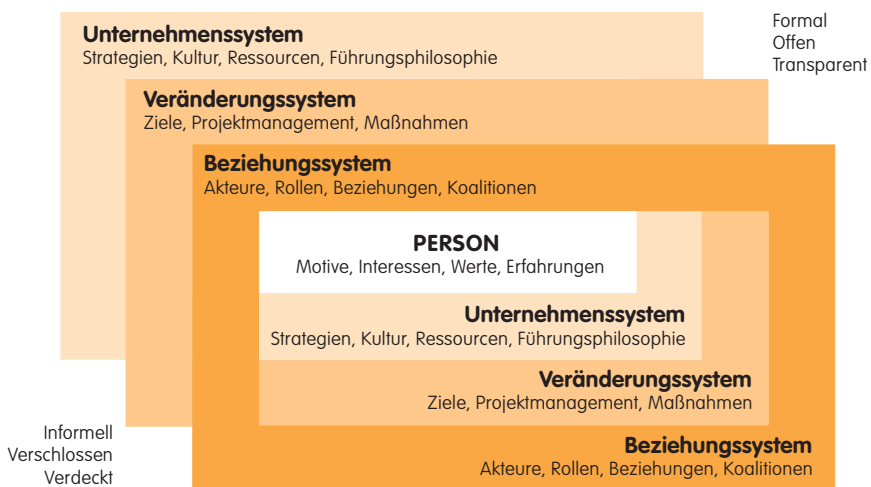 Unternehmenssystem
Strategien, Kultur, Ressourcen, Führungsphilosophie
Formal
Offen
Transparent
Veränderungssystem
Ziele, Projektmanagement, Maßnahmen
Beziehungssystem
Akteure, Rollen, Beziehungen, Koalitionen
PERSON
Motive, Interessen, Werte, Erfahrungen
Unternehmenssystem
Strategien, Kultur, Ressourcen, Führungsphilosophie
Veränderungssystem
Ziele, Projektmanagement, Maßnahmen
Informell
Verschlossen
Verdeckt
Beziehungssystem
Akteure, Rollen, Beziehungen, Koalitionen